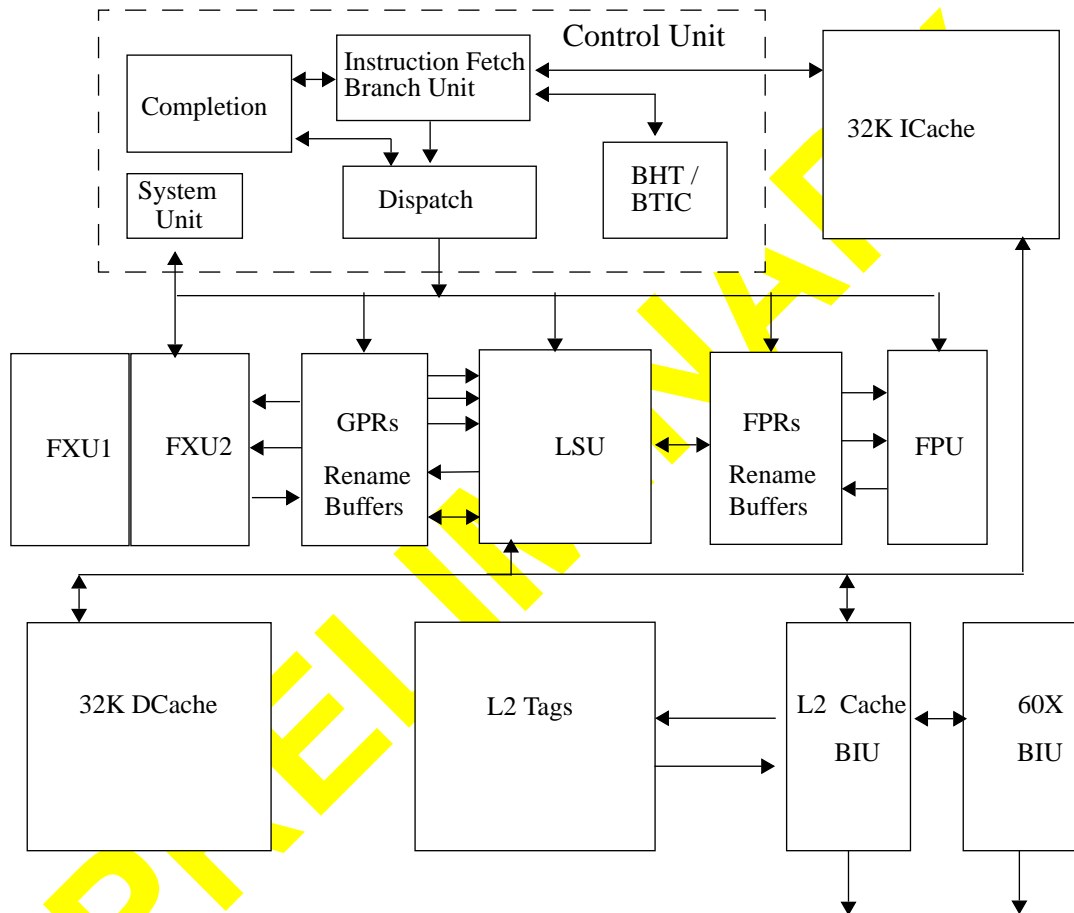 Control Unit
Instruction Fetch
Branch Unit
Completion
32K ICache
BHT /
BTIC
System
Unit
Dispatch
FXU1
FXU2
GPRs
Rename
Buffers
LSU
FPRs
Rename
Buffers
FPU
32K DCache
L2 Tags
L2 Cache
BIU
60X
BIU